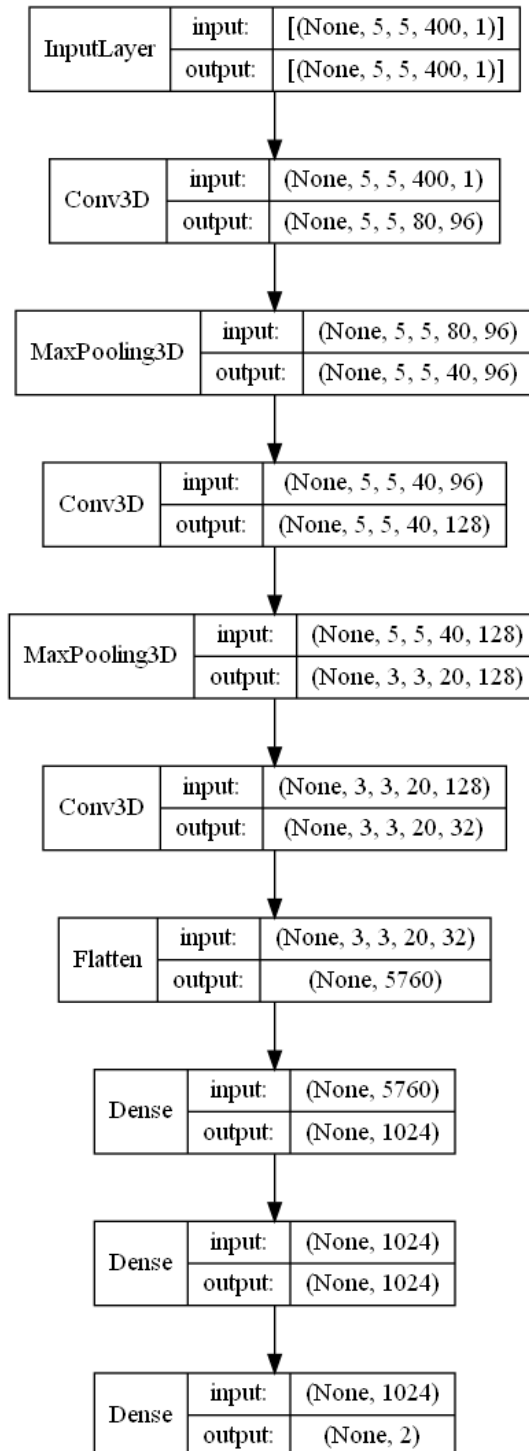 InputLayer
input: [(None, 5, 5, 400, 1)]
output: [(None, 5, 5, 400, 1)]
Conv3D
input: (None, 5, 5, 400, 1)
output: (None, 5, 5, 80, 96)
MaxPooling3D
input: (None, 5, 5, 80, 96)
output: (None, 5, 5, 40, 96)
Conv3D
input: (None, 5, 5, 40, 96)
output: (None, 5, 5, 40, 128)
MaxPooling3D
input: (None, 5, 5, 40, 128)
output: (None, 3, 3, 20, 128)
Conv3D
input: (None, 3, 3, 20, 128)
output: (None, 3, 3, 20, 32)
Flatten
input: (None, 3, 3, 20, 32)
output: (None, 5760)
Dense
input: (None, 5760)
output: (None, 1024)
Dense
input: (None, 1024)
output: (None, 1024)
Dense
input: (None, 1024)
output: (None, 2)